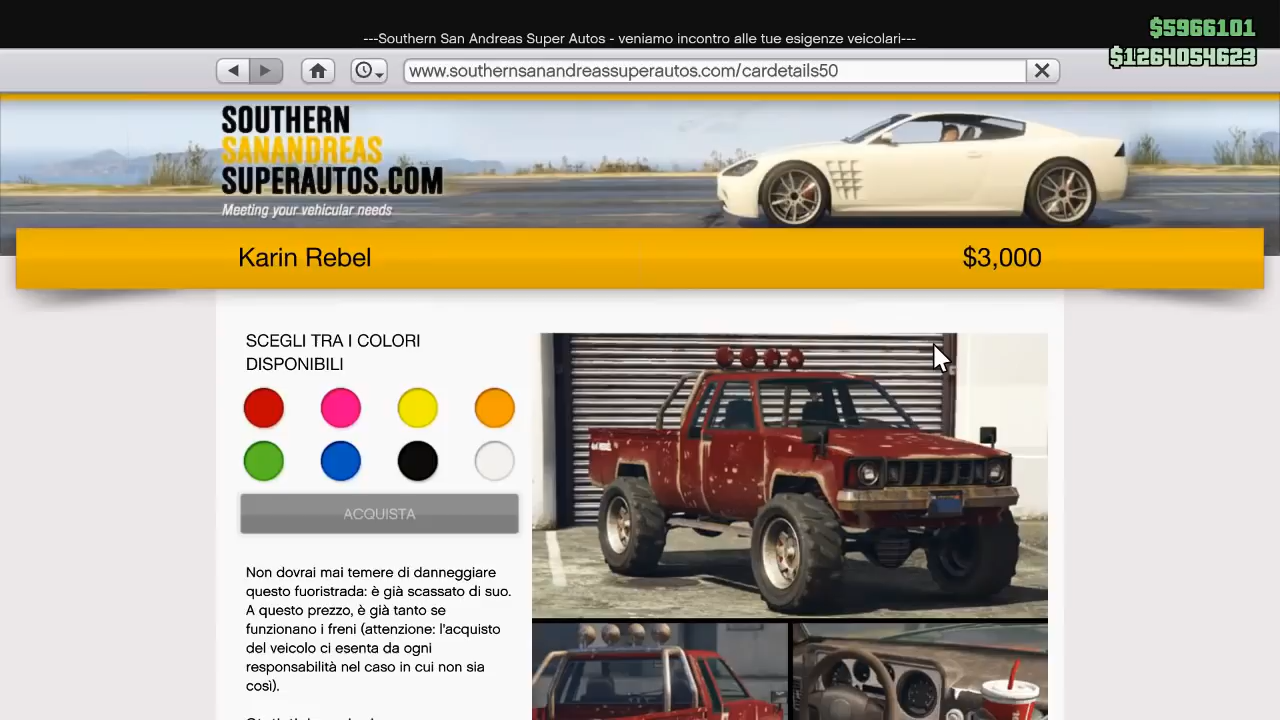 ---Southern San Andreas Super Autos - veniamo incontro alle tue esigenze veicolari---
$5966101
$1264054623
www.southernsanandreassuperautos.com/cardetails50
SOUTHERN
SANANDREAS
SUPERAUTOS.COM
Meeting your vehicular needs
Karin Rebel
$3,000
SCEGLI TRA I COLORI
DISPONIBILI
ACQUISTA
Non dovrai mai temere di danneggiare
questo fuoristrada: è già scassato di suo.
A questo prezzo, è già tanto se
funzionano i freni (attenzione: l'acquisto
del veicolo ci esenta da ogni
responsabilità nel caso in cui non sia
così).